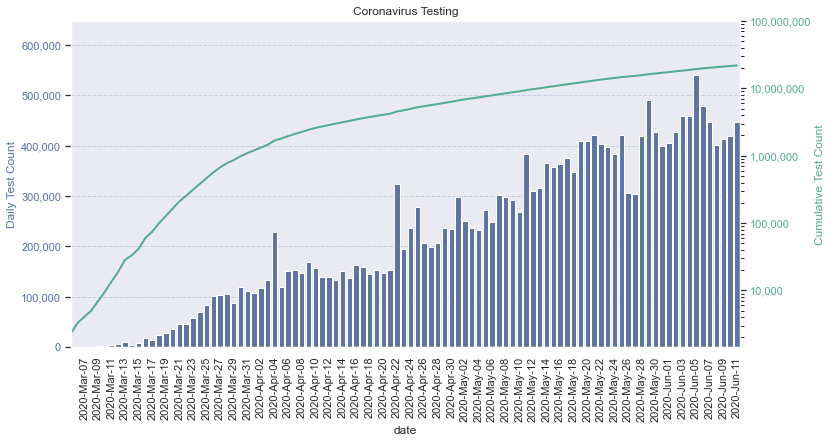 Coronavirus Testing
Daily Test Count
600,000
500,000
400,000
300,000
200,000
100,000
0
100,000,000
10,000,000
1,000,000
100,000
10,000
Cumulative Test Count
2020-Mar-07
2020-Mar-09
2020-Mar-11
2020-Mar-13
2020-Mar-15
2020-Mar-17
2020-Mar-19
2020-Mar-21
2020-Mar-23
2020-Mar-25
2020-Mar-27
2020-Mar-29
2020-Mar-31
2020-Apr-02
2020-Apr-04
2020-Apr-06
2020-Apr-08
2020-Apr-10
2020-Apr-12
2020-Apr-14
2020-Apr-16
2020-Apr-18
2020-Apr-20
2020-Apr-22
2020-Apr-24
2020-Apr-26
2020-Apr-28
2020-Apr-30
2020-May-02
2020-May-04
2020-May-06
2020-May-08
2020-May-10
2020-May-12
2020-May-14
2020-May-16
2020-May-18
2020-May-20
2020-May-22
2020-May-24
2020-May-26
2020-May-28
2020-May-30
2020-Jun-01
2020-Jun-03
2020-Jun-05
2020-Jun-07
2020-Jun-09
2020-Jun-11
date